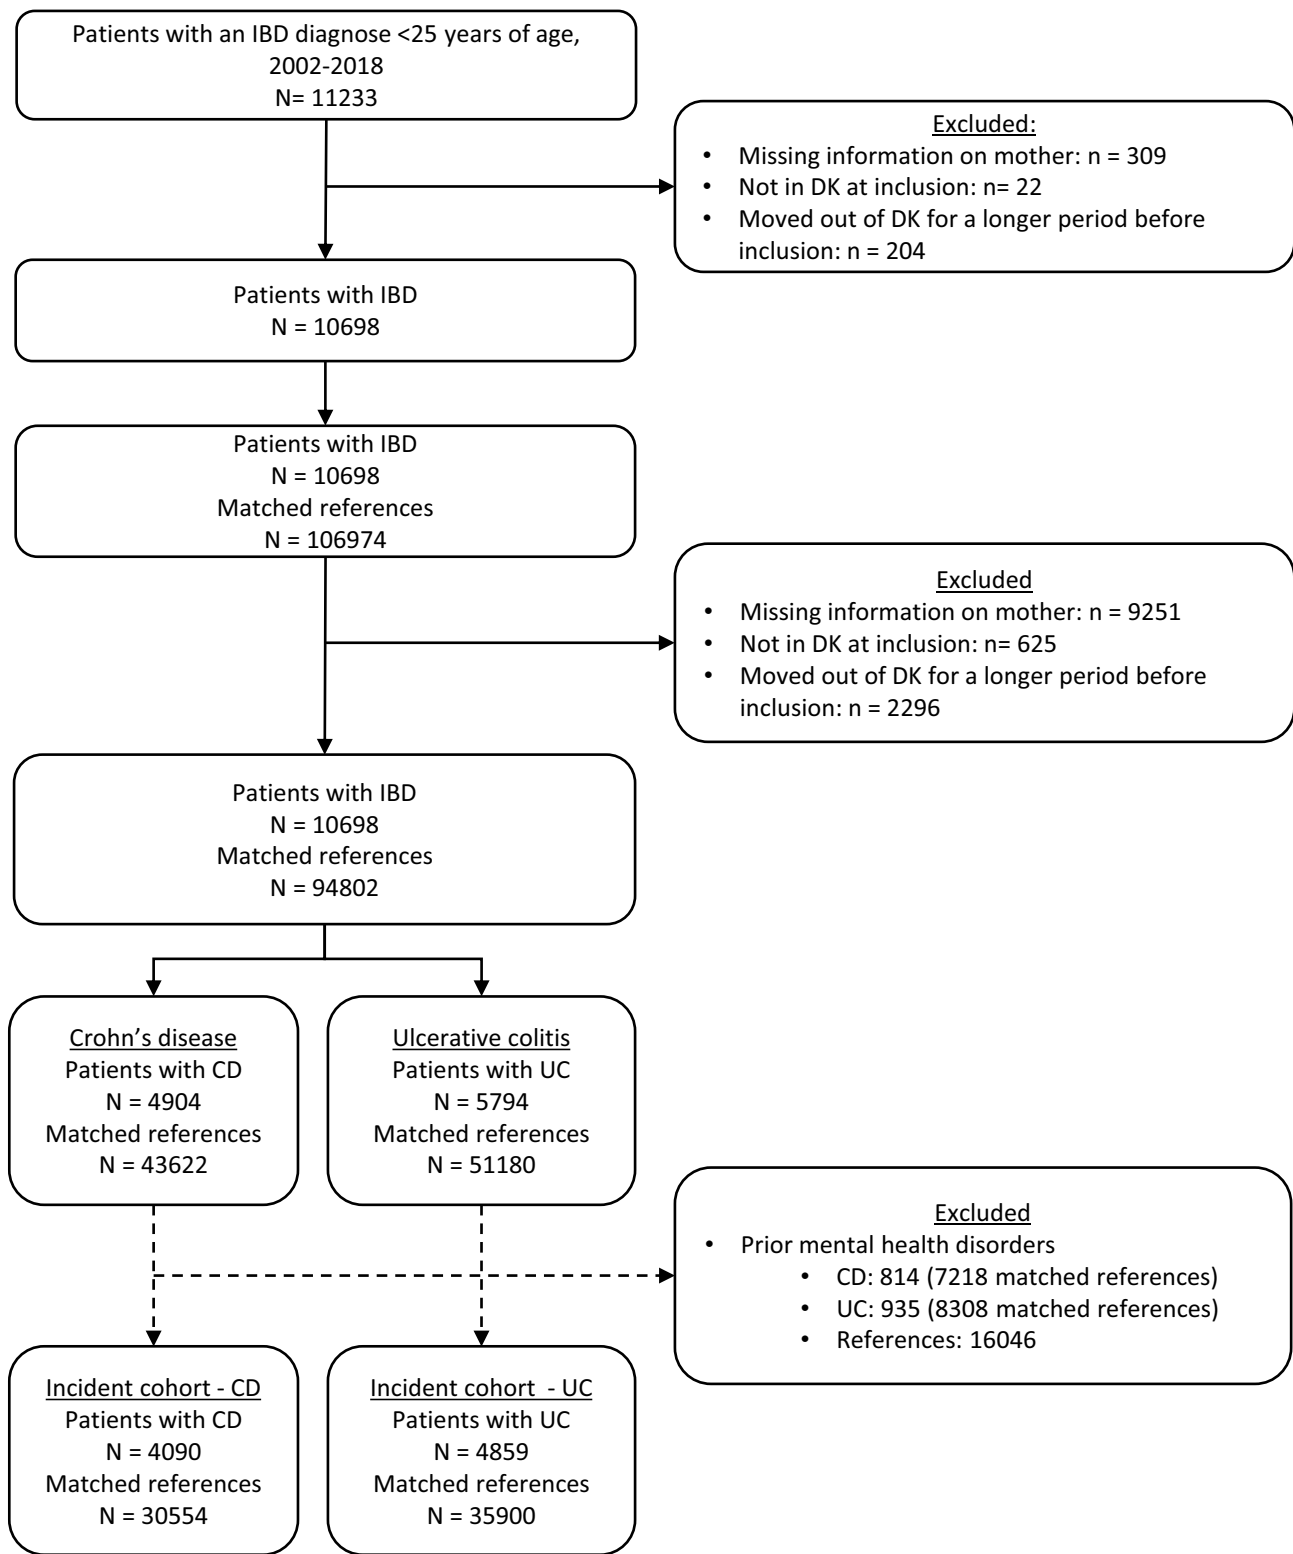 Patients with an IBD diagnose <25 years of age,
2002-2018
N= 11233
Excluded:
• Missing information on mother: n = 309
• Not in DK at inclusion: n= 22
• Moved out of DK for a longer period before
inclusion: n = 204
Patients with IBD
N = 10698
Patients with IBD
N = 10698
Matched references
N = 106974
Excluded
• Missing information on mother: n = 9251
• Not in DK at inclusion: n= 625
• Moved out of DK for a longer period before
inclusion: n = 2296
Patients with IBD
N = 10698
Matched references
N = 94802
Crohn’s disease
Patients with CD
N = 4904
Matched references
N = 43622
Ulcerative colitis
Patients with UC
N = 5794
Matched references
N = 51180
Excluded
• Prior mental health disorders
• CD: 814 (7218 matched references)
• UC: 935 (8308 matched references)
• References: 16046
Incident cohort - CD
Patients with CD
N = 4090
Matched references
N = 30554
Incident cohort  - UC
Patients with UC
N = 4859
Matched references
N = 35900